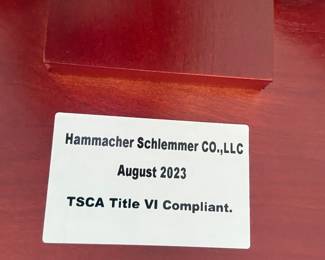 Hammacher Schlemmer CO.,LLC
August 2023
TSCA Title VI Compliant.